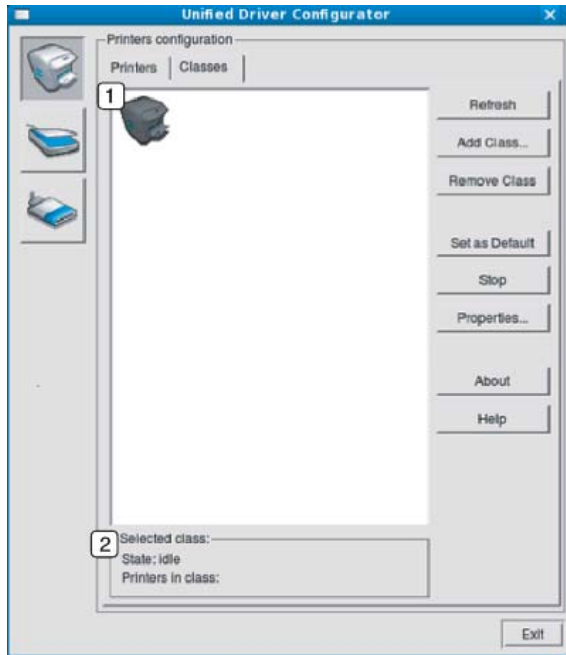 Unified Driver Configurator
Printers configuration
Printers
Classes
1
Refresh
Add Class...
Remove Class
Set as Default
Stop
Properties...
About
Help
2
Selected class:
State: idle
Printers in class:
Exit